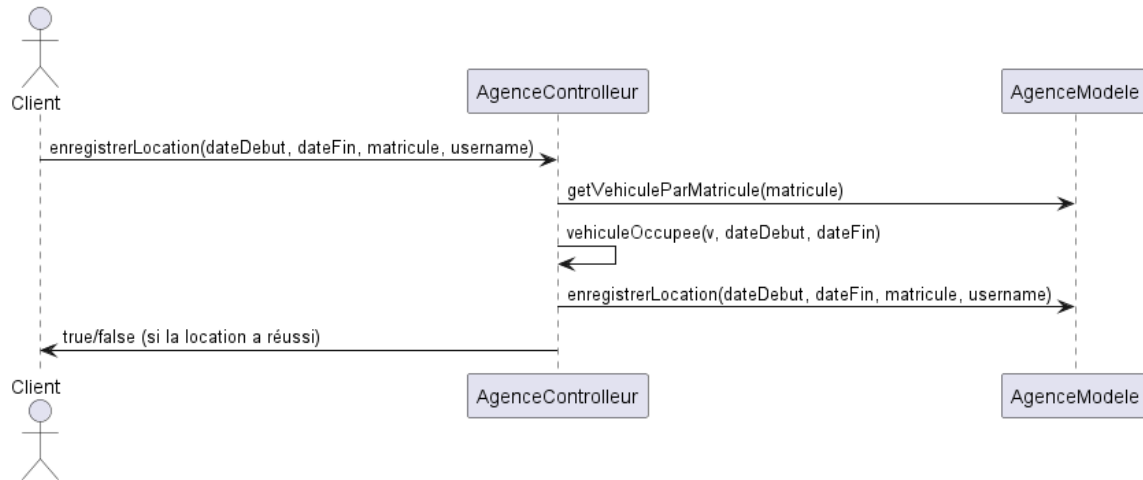 Client
AgenceControlleur
AgenceModele
enregistrerLocation(dateDebut, dateFin, matricule, username)
getVehiculeParMatricule(matricule)
vehiculeOccupee(v, dateDebut, dateFin)
enregistrerLocation(dateDebut, dateFin, matricule, username)
true/false (si la location a réussi)
Client
AgenceControlleur
AgenceModele